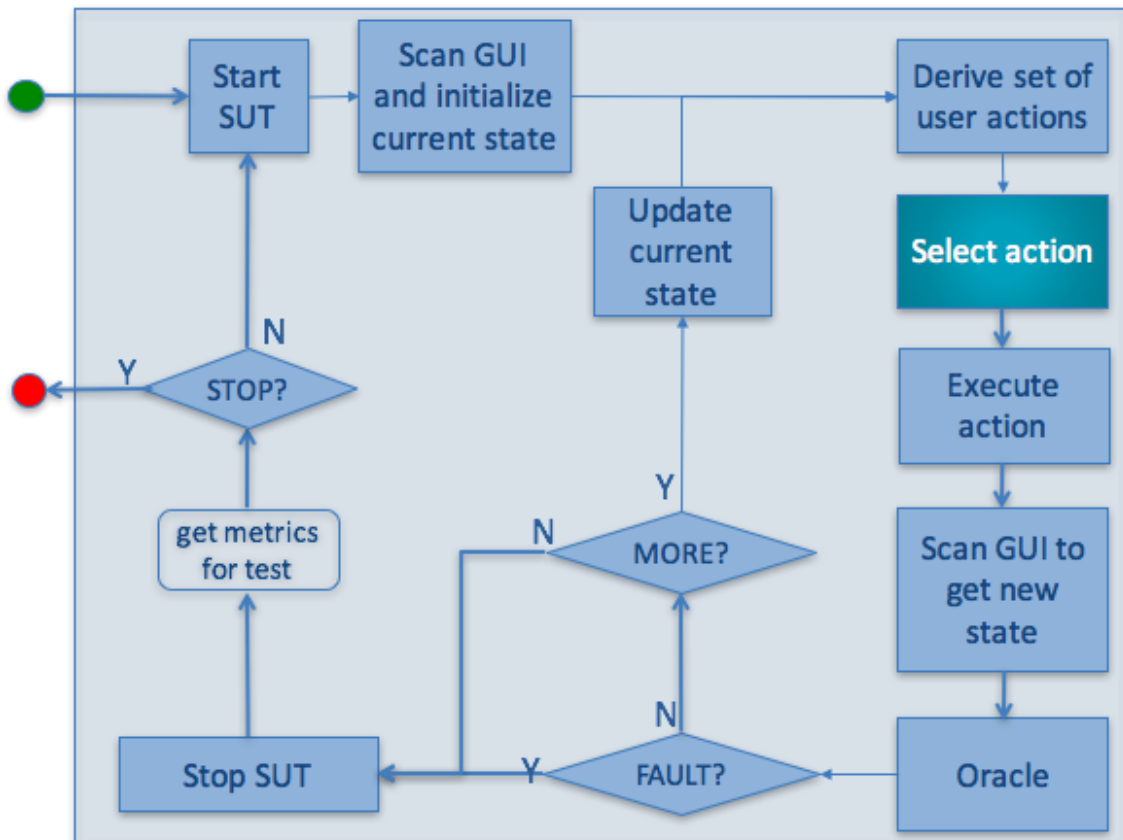 Start
SUT
Scan GUI
and initialize
current state
Derive set of
user actions
Update
current
state
Select action
N
Y
STOP?
Execute
action
Y
get metrics
for test
N
MORE?
Scan GUI to
get new
state
N
Stop SUT
Y
FAULT?
Oracle